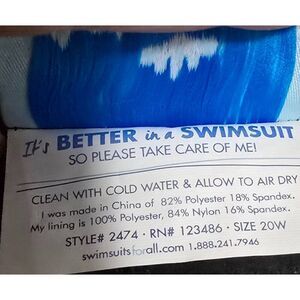 It's BETTER in a SWIMSUIT
SO PLEASE TAKE CARE OF ME!
CLEAN WITH COLD WATER & ALLOW TO AIR DRY
I was made in China of 82% Polyester 18% Spandex.
My lining is 100% Polyester, 84% Nylon 16% Spandex.
STYLE# 2474 · RN# 123486 · SIZE 20W
swimsuitsforall.com 1.888.241.7946